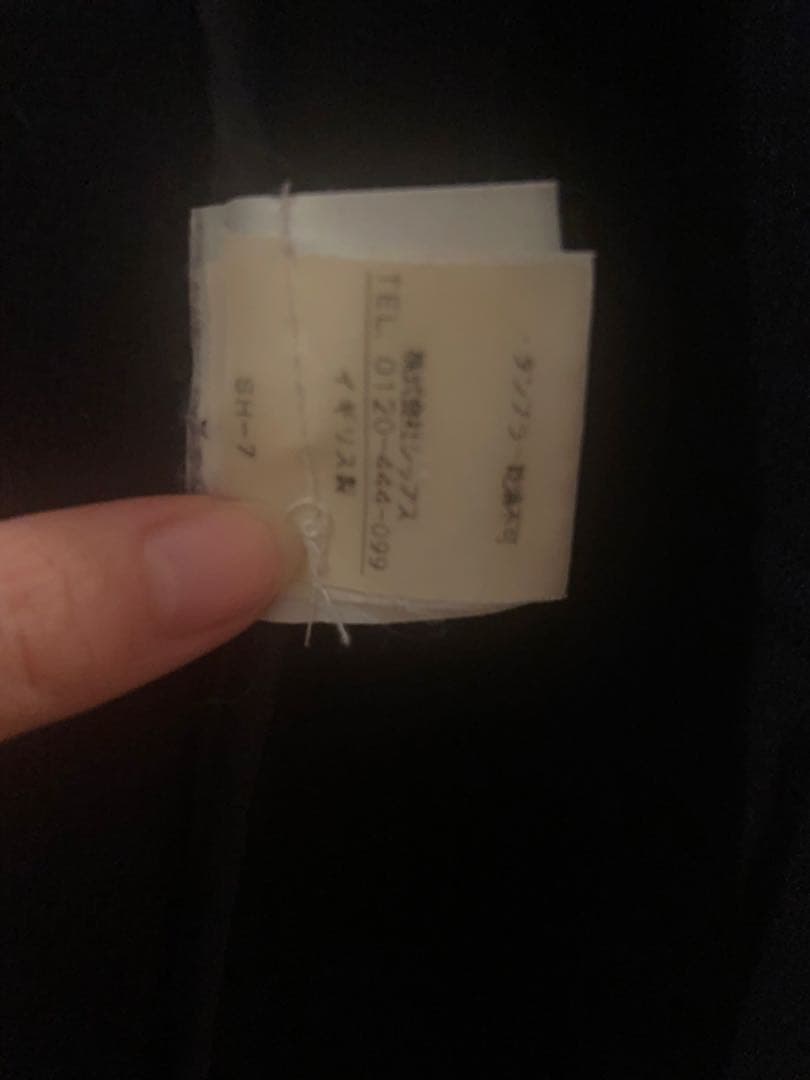 タンブラー乾燥不可
株式会社シップス
TEL 0120-666-099
イギリス製
SH-7